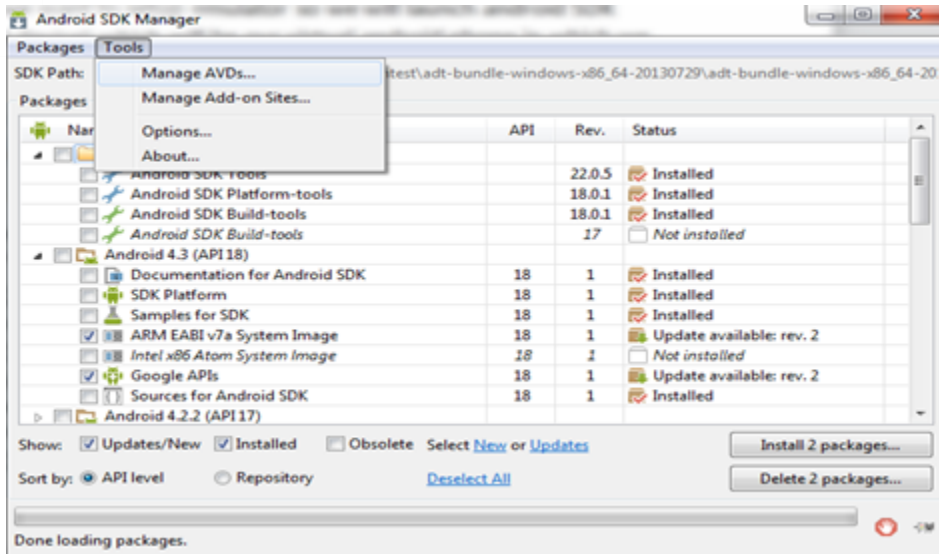 Android SDK Manager
Packages Tools
SDK Path: itest\adt-bundle-windows-x86_64-20130729\adt-bundle-windows-x86_64-20
Manage AVDs...
Manage Add-on Sites...
Options...
About...
Packages
Nar API Rev. Status
Android SDK Tools 22.0.5 Installed
Android SDK Platform-tools 18.0.1 Installed
Android SDK Build-tools 18.0.1 Installed
Android SDK Build-tools 17 Not installed
Android 4.3 (API 18)
Documentation for Android SDK 18 1 Installed
SDK Platform 18 1 Installed
Samples for SDK 18 1 Installed
ARM EABI v7a System Image 18 1 Update available: rev. 2
Intel x86 Atom System Image 18 1 Not installed
Google APIs 18 1 Update available: rev. 2
Sources for Android SDK 18 1 Installed
Android 4.2.2 (API 17)
Show: Updates/New Installed Obsolete Select New or Updates Install 2 packages...
Sort by: API level Repository Deselect All Delete 2 packages...
Done loading packages.